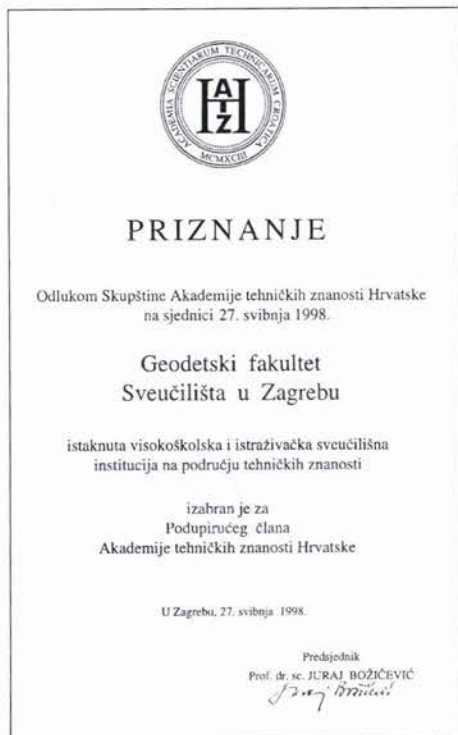 ACADEMIA SCIENTIARUM TECHNICARUM CROATICA
MCMXCIII
HATZ
PRIZNANJE
Odlukom Skupštine Akademije tehničkih znanosti Hrvatske
na sjednici 27. svibnja 1998.
Geodetski fakultet
Sveučilišta u Zagrebu
istaknuta visokoškolska i istraživačka sveučilišna
institucija na području tehničkih znanosti
izabran je za
Podupirućeg člana
Akademije tehničkih znanosti Hrvatske
U Zagrebu, 27. svibnja 1998.
Predsjednik
Prof. dr. sc. JURAJ BOŽIČEVIĆ
Juraj Božičević